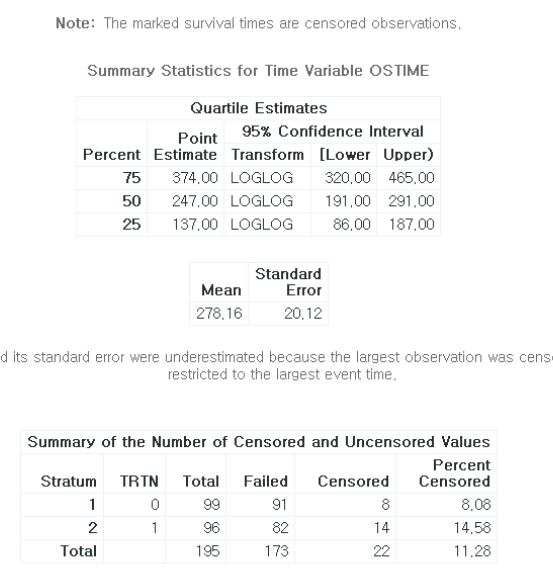 Note: The marked survival times are censored observations.
Summary Statistics for Time Variable OSTIME
Quartile Estimates
Percent Point Estimate 95% Confidence Interval
Transform [Lower Upper)
75 374.00 LOGLOG 320.00 465.00
50 247.00 LOGLOG 191.00 291.00
25 137.00 LOGLOG 86.00 187.00
Mean Standard Error
278.16 20.12
d its standard error were underestimated because the largest observation was cens
restricted to the largest event time.
Summary of the Number of Censored and Uncensored Values
Stratum TRTN Total Failed Censored Percent Censored
1 0 99 91 8 8.08
2 1 96 82 14 14.58
Total 195 173 22 11.28